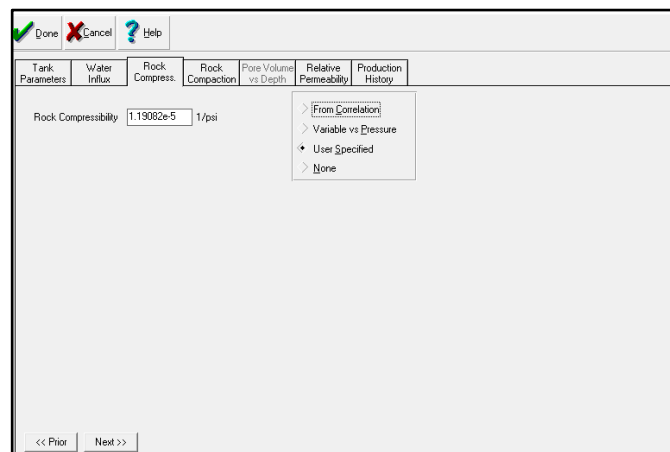 Done Cancel Help
Tank Parameters
Water Influx
Rock Compress.
Rock Compaction
Pore Volume vs Depth
Relative Permeability
Production History
Rock Compressibility 1.19082e-5 1/psi
From Correlation
Variable vs Pressure
User Specified
None
<< Prior Next >>